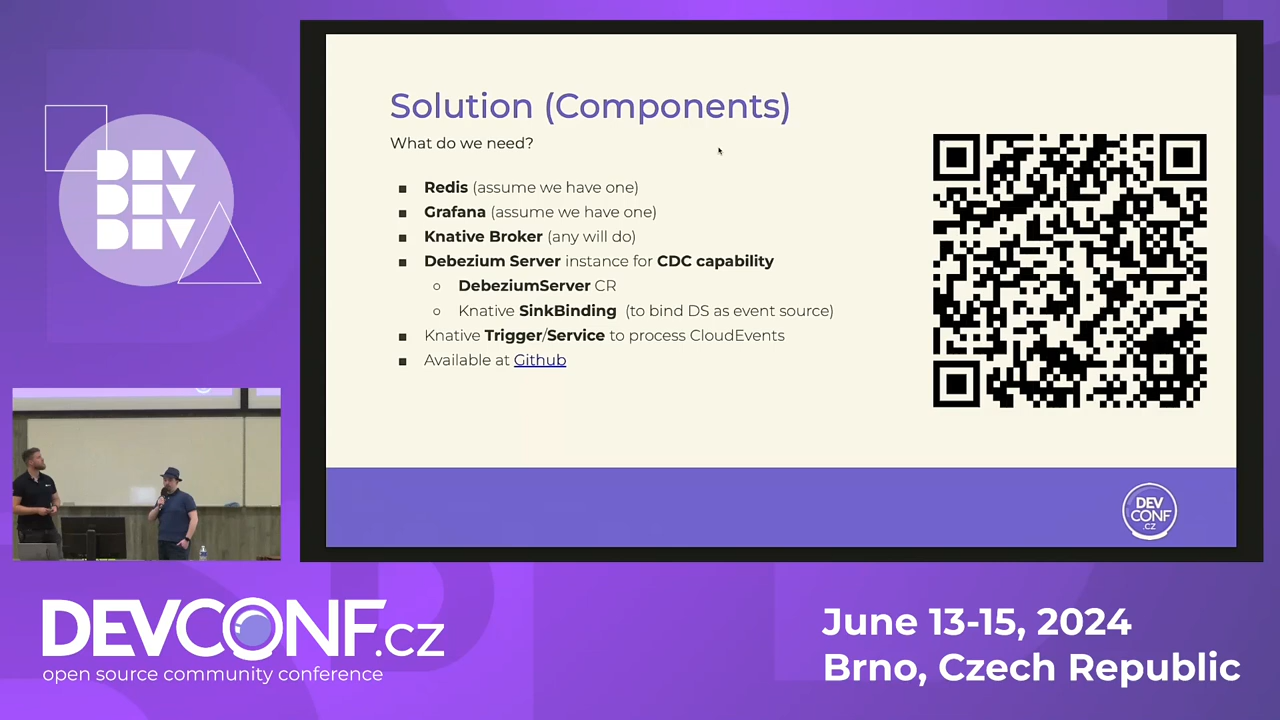 Solution (Components)
What do we need?
■ Redis (assume we have one)
■ Grafana (assume we have one)
■ Knative Broker (any will do)
■ Debezium Server instance for CDC capability
○ DebeziumServer CR
○ Knative SinkBinding (to bind DS as event source)
■ Knative Trigger/Service to process CloudEvents
■ Available at Github
DEV
CONF
.CZ
DEV
DEV
DEV
DEVCONF.cz
open source community conference
June 13-15, 2024
Brno, Czech Republic